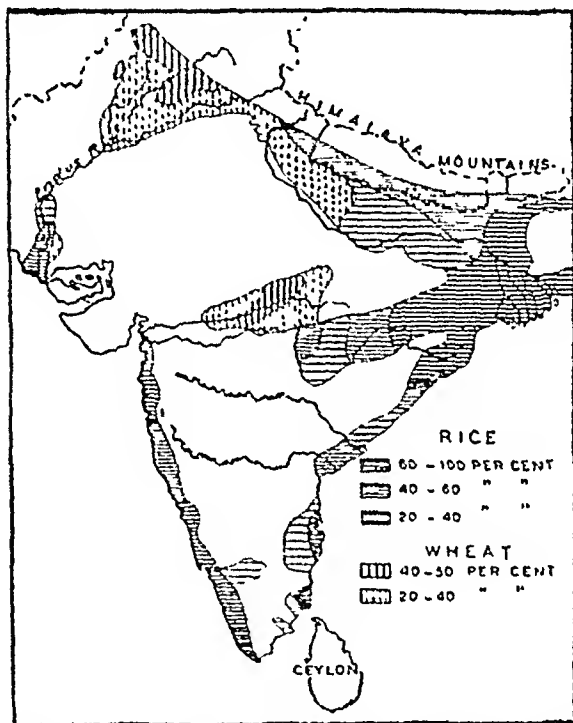 HIMALAYA
MOUNTAINS
RICE
60 - 100 PER CENT
40 - 60 " "
20 - 40 " "
WHEAT
40 - 50 PER CENT
20 - 40 " "
CEYLON